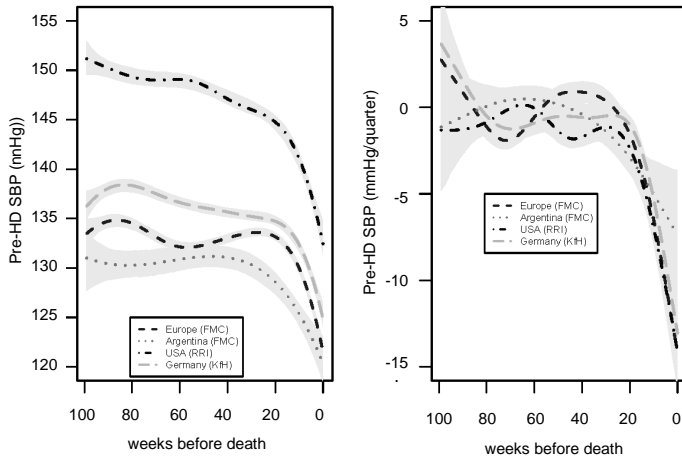 155
150
145
140
135
130
125
120
Pre-HD SBP (nnHg))
Europe (FMC)
Argentina (FMC)
USA (RRI)
Germany (KfH)
100 80 60 40 20 0
weeks before death
5
0
-5
-10
-15
Pre-HD SBP (mmHg/quarter)
Europe (FMC)
Argentina (FMC)
USA (RRI)
Germany (KfH)
100 80 60 40 20 0
weeks before death